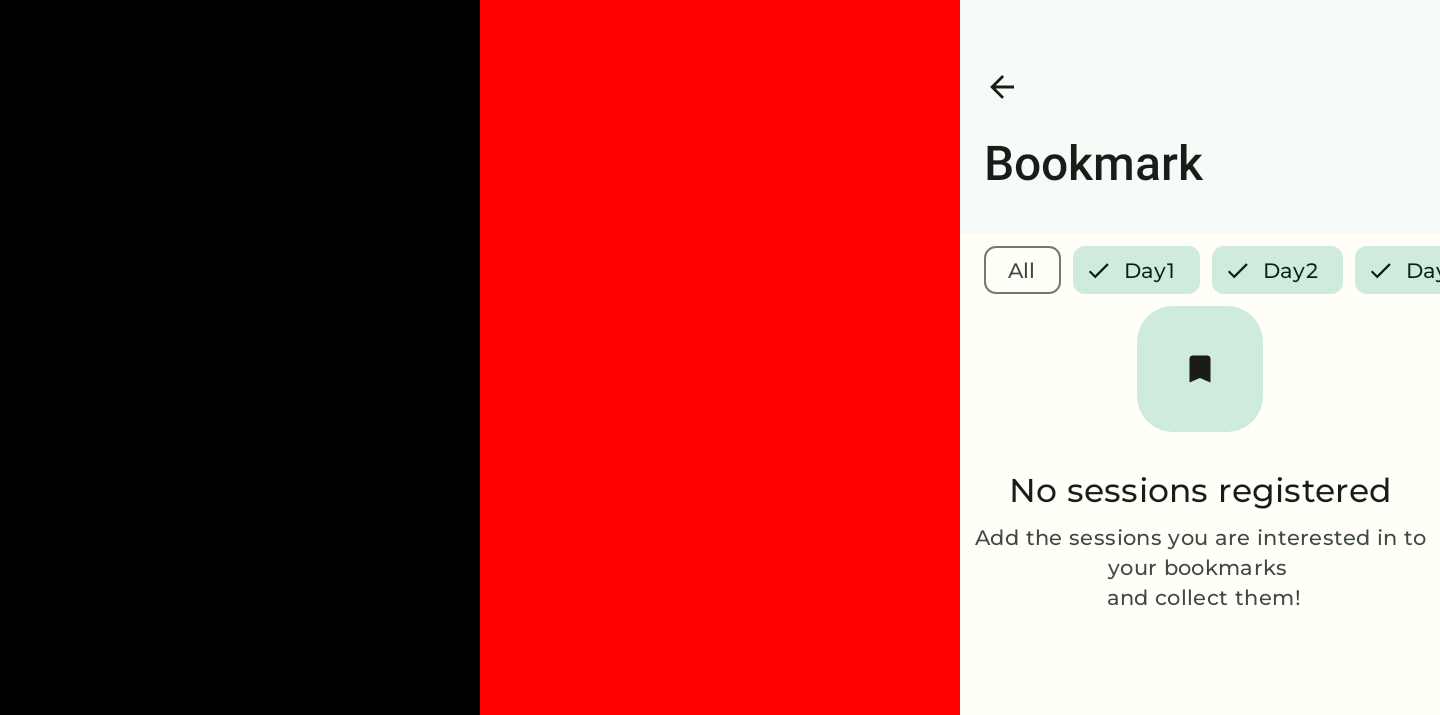 Bookmark
All
Day1
Day2
Day
No sessions registered
Add the sessions you are interested in to
your bookmarks
and collect them!